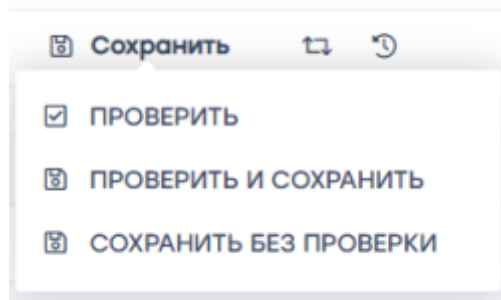 Сохранить
ПРОВЕРИТЬ
ПРОВЕРИТЬ И СОХРАНИТЬ
СОХРАНИТЬ БЕЗ ПРОВЕРКИ